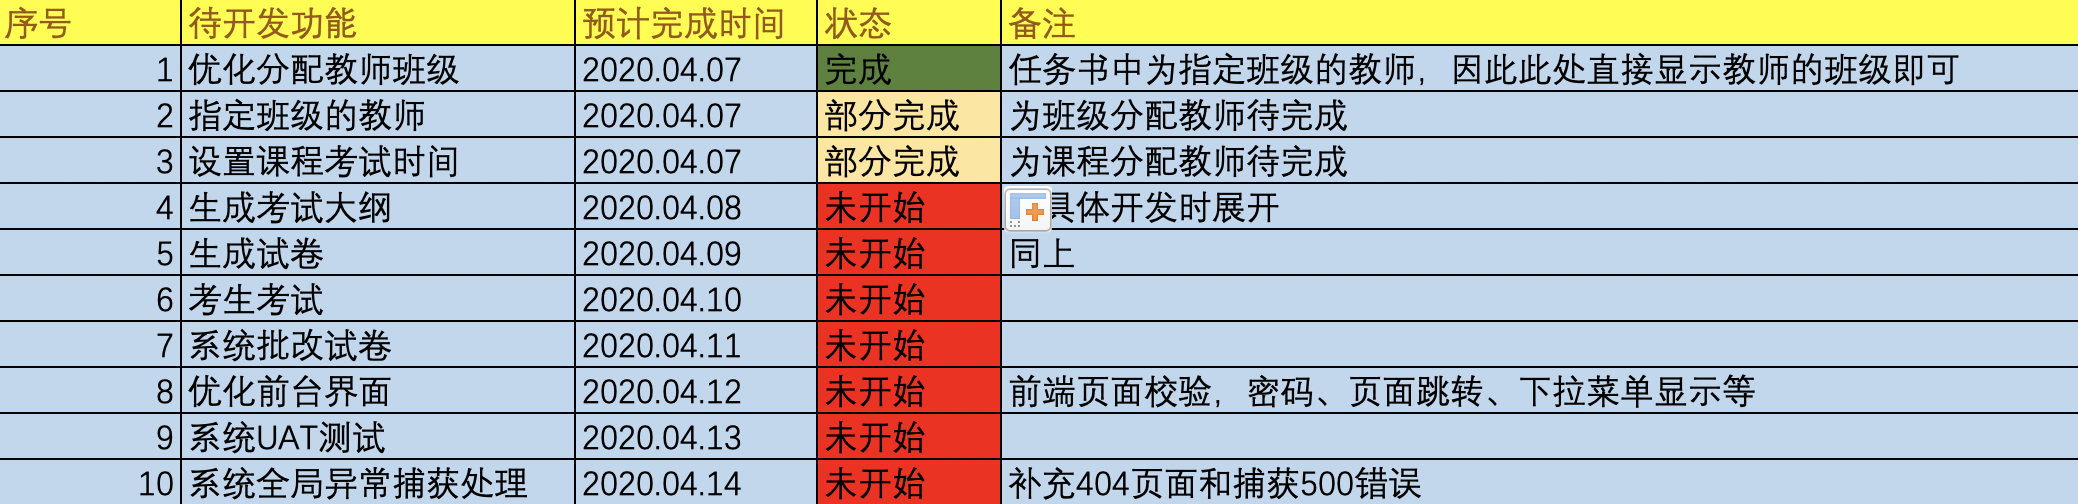 序号 待开发功能 预计完成时间 状态 备注
1 优化分配教师班级 2020.04.07 完成 任务书中为指定班级的教师，因此此处直接显示教师的班级即可
2 指定班级的教师 2020.04.07 部分完成 为班级分配教师待完成
3 设置课程考试时间 2020.04.07 部分完成 为课程分配教师待完成
4 生成考试大纲 2020.04.08 未开始 具体开发时展开
5 生成试卷 2020.04.09 未开始 同上
6 考生考试 2020.04.10 未开始
7 系统批改试卷 2020.04.11 未开始
8 优化前台界面 2020.04.12 未开始 前端页面校验，密码、页面跳转、下拉菜单显示等
9 系统UAT测试 2020.04.13 未开始
10 系统全局异常捕获处理 2020.04.14 未开始 补充404页面和捕获500错误